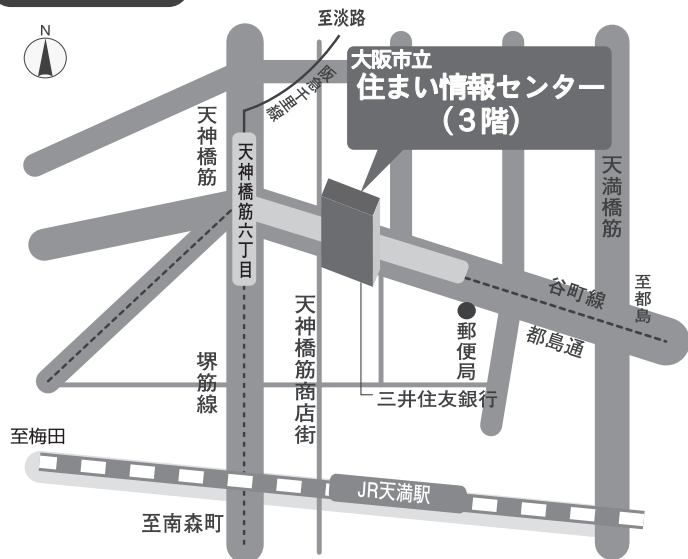 N
至淡路
阪急千里線
大阪市立
住まい情報センター
（3階）
天神橋筋
天神橋筋六丁目
天満橋筋
谷町線
至都島
都島通
郵便局
天神橋筋商店街
堺筋線
三井住友銀行
至梅田
JR天満駅
至南森町